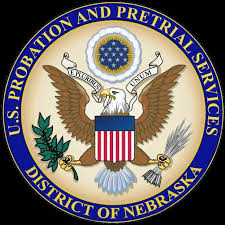 U.S. PROBATION AND PRETRIAL SERVICES
E PLURIBUS UNUM
DISTRICT OF NEBRASKA